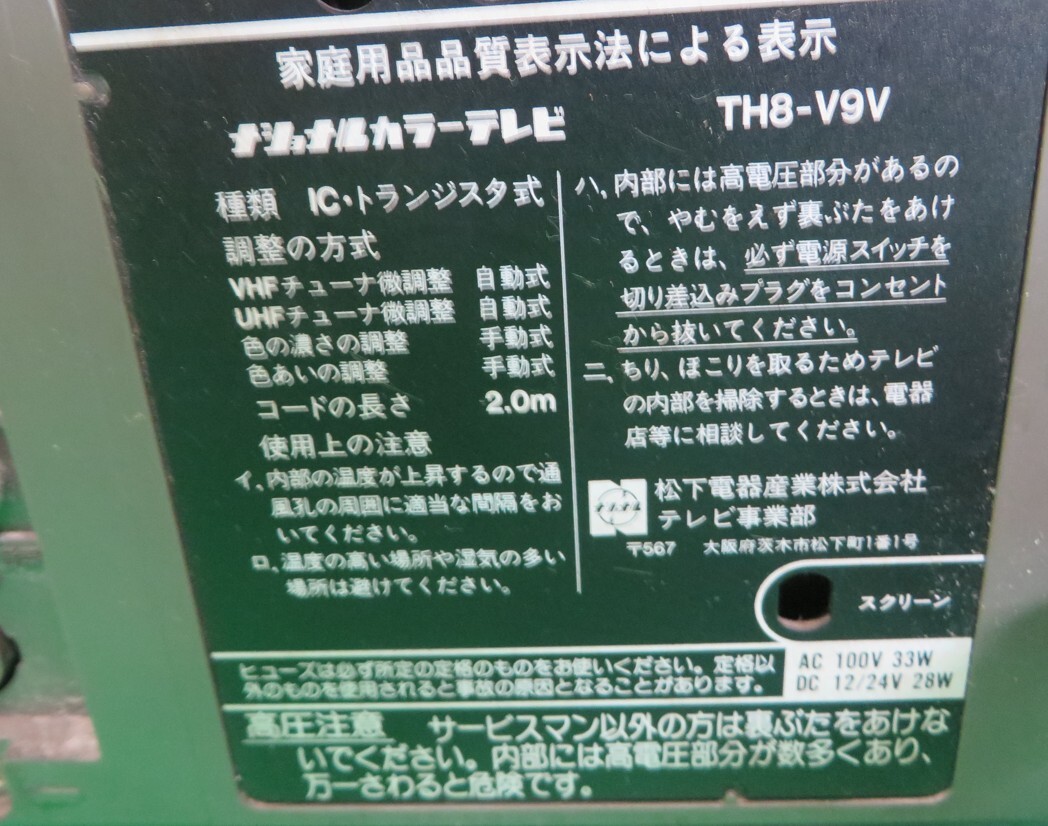 家庭用品品質表示法による表示
ナショナルカラーテレビ TH8-V9V
種類 IC・トランジスタ式
調整の方式
VHFチューナ微調整 自動式
UHFチューナ微調整 自動式
色の濃さの調整 手動式
色あいの調整 手動式
コードの長さ 2.0m
使用上の注意
イ、内部の温度が上昇するので通
風孔の周囲に適当な間隔をお
いてください。
ロ、温度の高い場所や湿気の多い
場所は避けてください。
ハ、内部には高電圧部分があるの
で、やむをえず裏ぶたをあけ
るときは、必ず電源スイッチを
切り差込みプラグをコンセント
から抜いてください。
ニ、ちり、ほこりを取るためテレビ
の内部を掃除するときは、電器
店等に相談してください。
ナショナル
松下電器産業株式会社
テレビ事業部
〒567 大阪府茨木市松下町1番1号
スクリーン
ヒューズは必ず所定の定格のものをお使いください。定格以
外のものを使用されると事故の原因となることがあります。
AC 100V 33W
DC 12/24V 28W
高圧注意 サービスマン以外の方は裏ぶたをあけな
いでください。内部には高電圧部分が数多くあり、
万一さわると危険です。